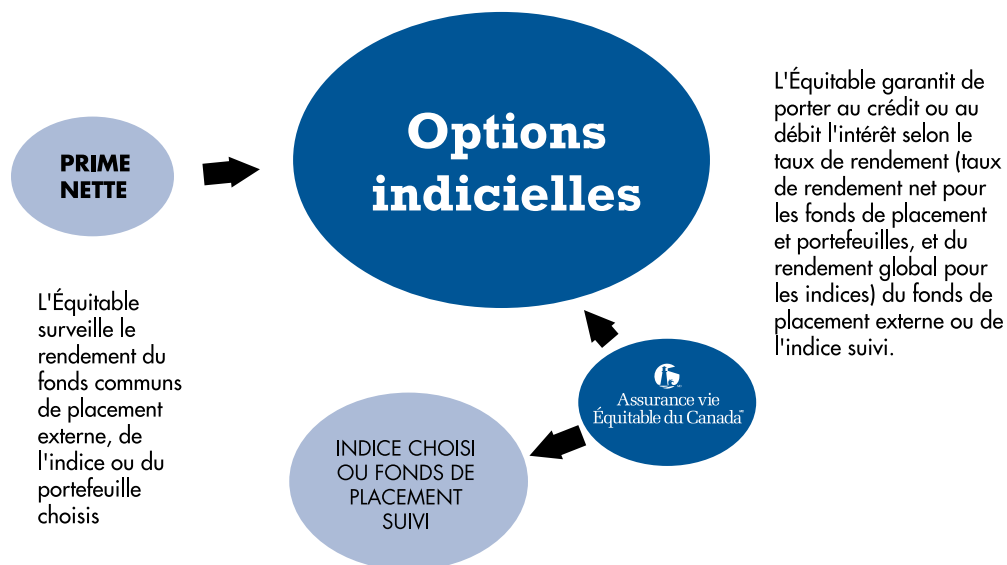 PRIME
NETTE
Options
indicielles
L'Équitable garantit de
porter au crédit ou au
débit l'intérêt selon le
taux de rendement (taux
de rendement net pour
les fonds de placement
et portefeuilles, et du
rendement global pour
les indices) du fonds de
placement externe ou de
l'indice suivi.
L'Équitable
surveille le
rendement du
fonds communs
de placement
externe, de
l'indice ou du
portefeuille
choisis
Assurance vie
Équitable du Canada™
INDICE CHOISI
OU FONDS DE
PLACEMENT
SUIVI